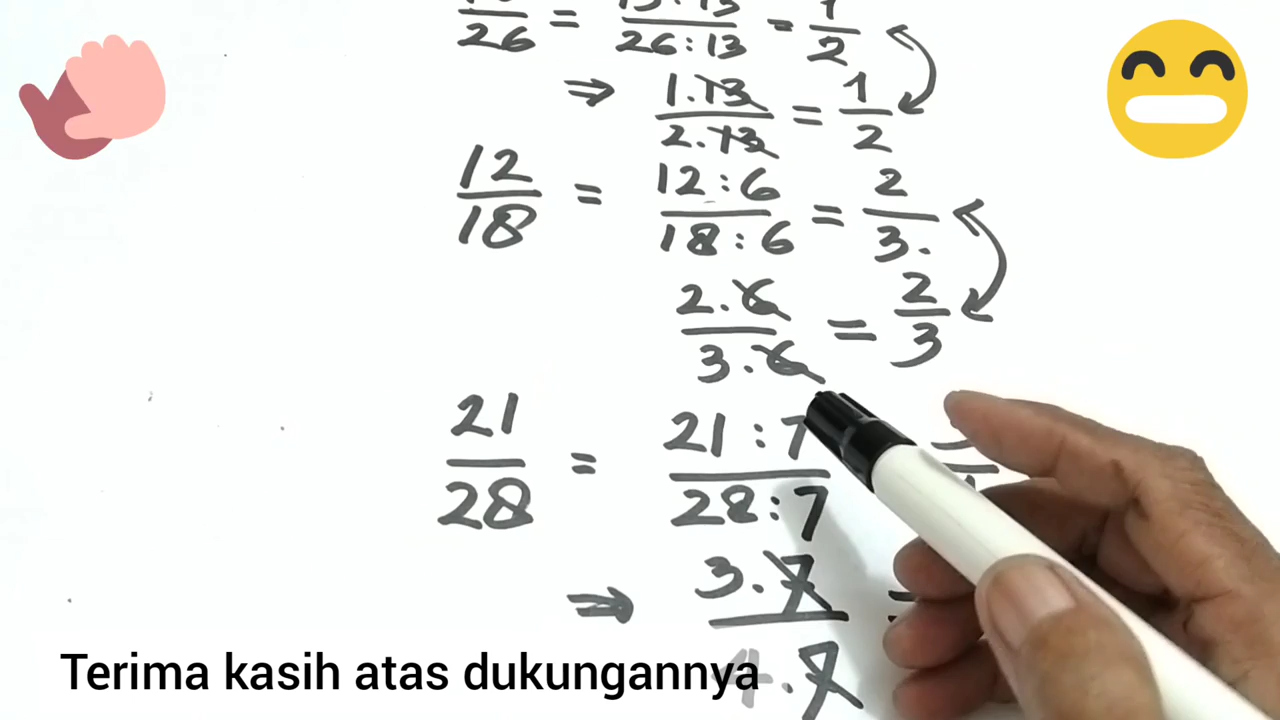 26 = 26:13 = 1/2
⇒ 1.13/2.13 = 1/2
12/18 = 12:6/18:6 = 2/3.
2.6/3.6 = 2/3
21/28 = 21:7/28:7
⇒ 3.7/4.7 =
Terima kasih atas dukungannya